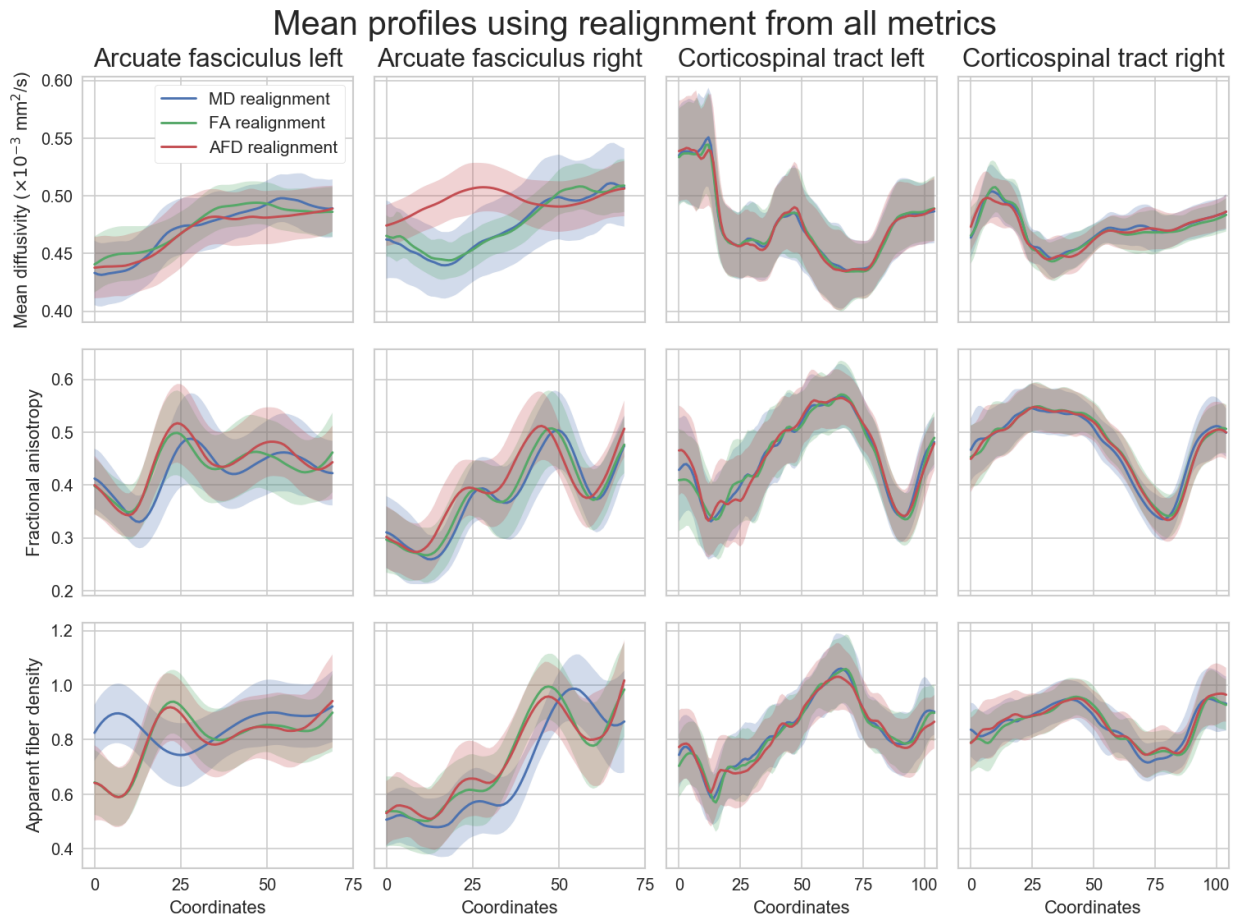 Mean profiles using realignment from all metrics
Arcuate fasciculus left Arcuate fasciculus right Corticospinal tract left Corticospinal tract right
Mean diffusivity (×10⁻³ mm²/s)
0.60
0.55
0.50
0.45
0.40
MD realignment
FA realignment
AFD realignment
Fractional anisotropy
0.6
0.5
0.4
0.3
0.2
Apparent fiber density
1.2
1.0
0.8
0.6
0.4
0 25 50 75 0 25 50 75 0 25 50 75 100 0 25 50 75 100
Coordinates Coordinates Coordinates Coordinates